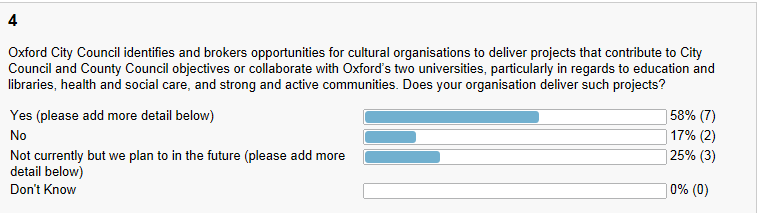 4
Oxford City Council identifies and brokers opportunities for cultural organisations to deliver projects that contribute to City
Council and County Council objectives or collaborate with Oxford's two universities, particularly in regards to education and
libraries, health and social care, and strong and active communities. Does your organisation deliver such projects?
Yes (please add more detail below) 58% (7)
No 17% (2)
Not currently but we plan to in the future (please add more 25% (3)
detail below)
Don't Know 0% (0)